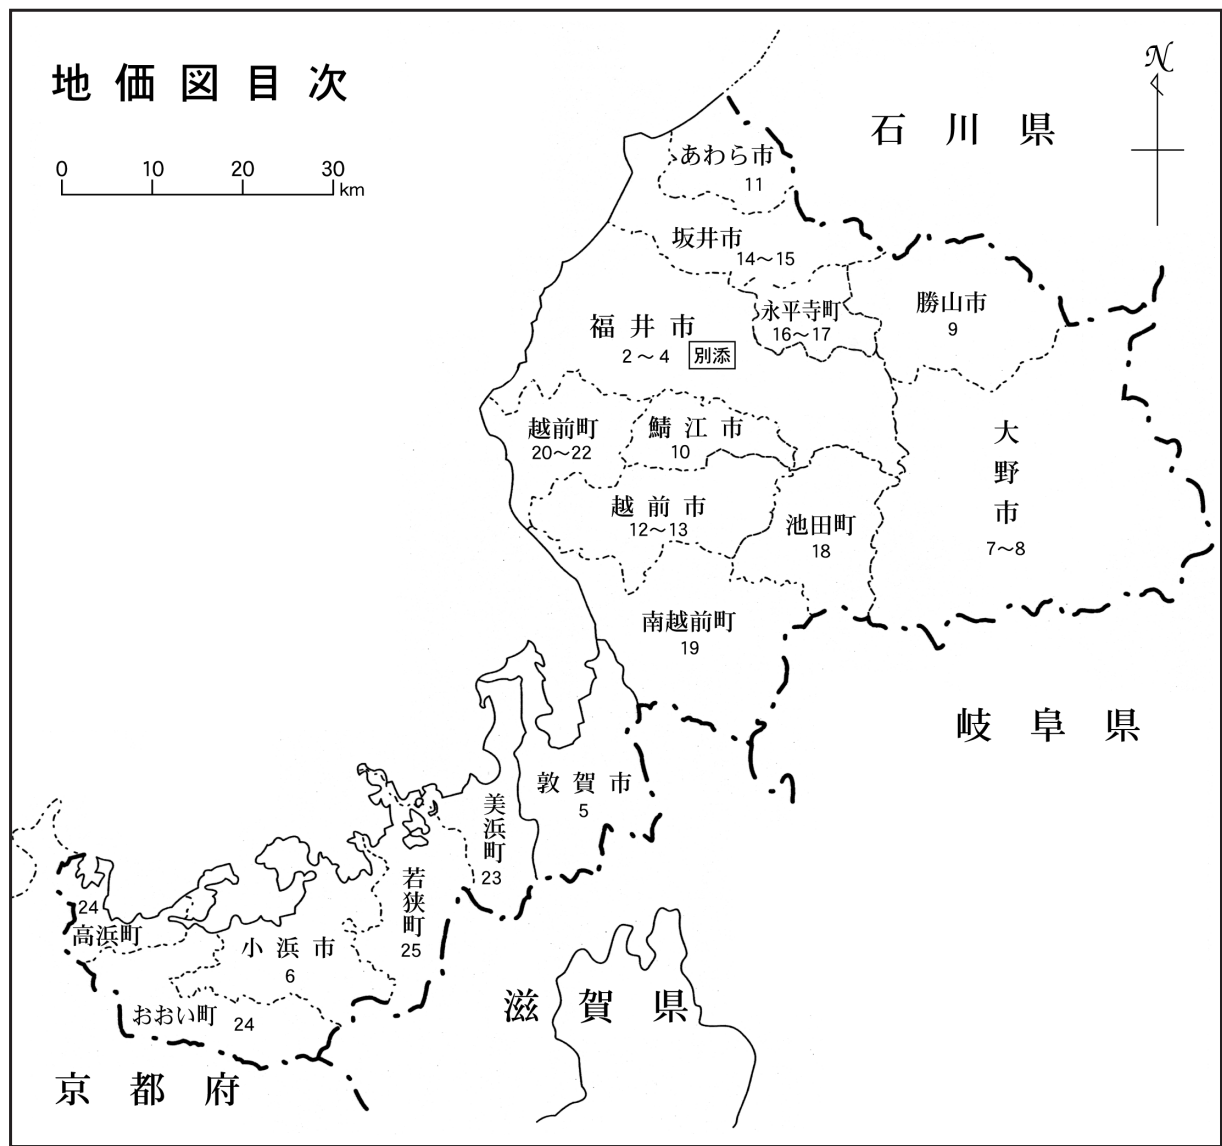 地価図目次
0 10 20 30 km
N
石川県
あわら市
11
坂井市
14～15
永平寺町
16～17
勝山市
9
福井市
2～4 別添
越前町
20～22
鯖江市
10
大野市
7～8
越前市
12～13
池田町
18
南越前町
19
岐阜県
敦賀市
5
美浜町
23
若狭町
25
24
高浜町
小浜市
6
おおい町 24
滋賀県
京都府